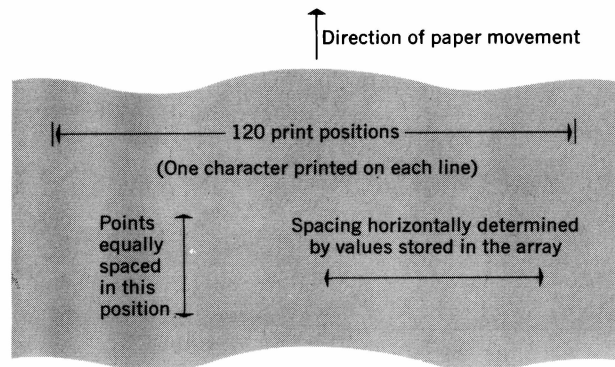 Direction of paper movement
120 print positions
(One character printed on each line)
Points
equally
spaced
in this
position
Spacing horizontally determined
by values stored in the array